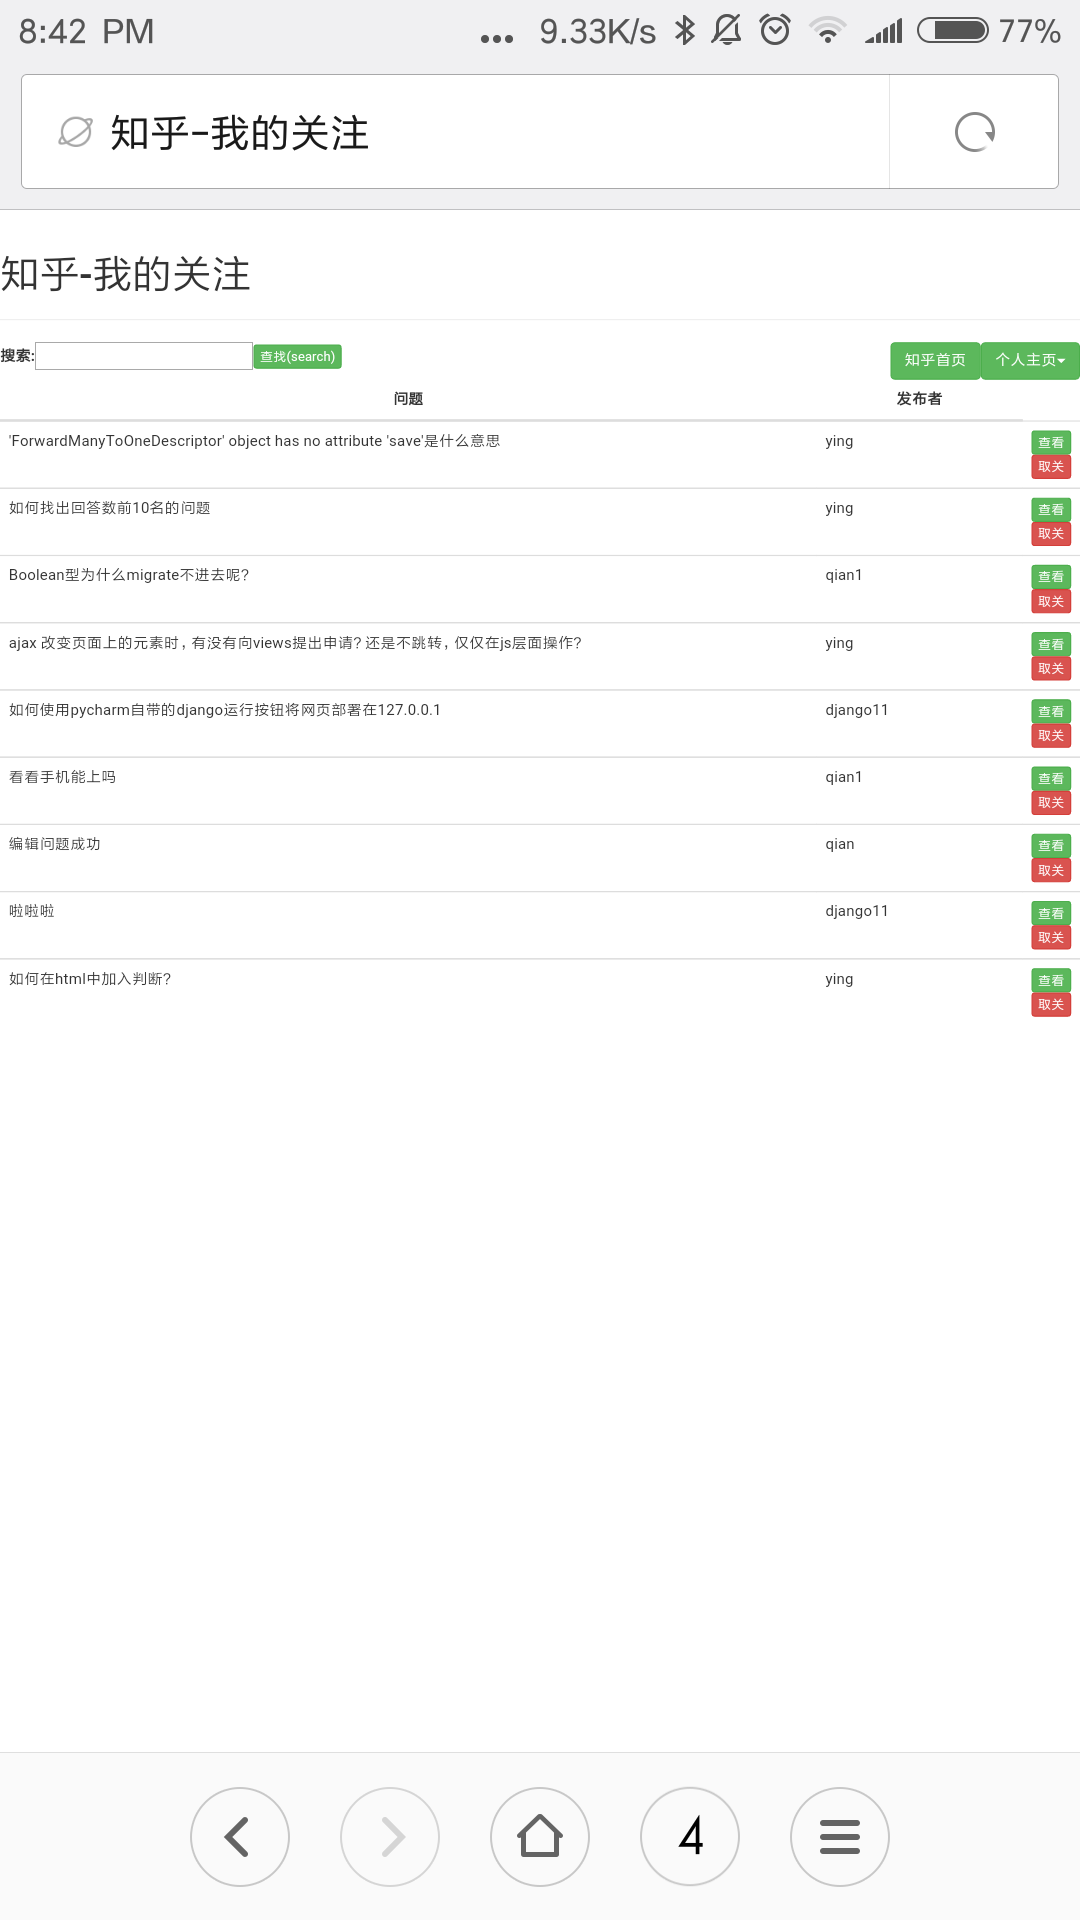 8:42 PM ... 9.33K/s 77%
知乎-我的关注
知乎-我的关注
搜索: 查找(search) 知乎首页 个人主页
问题 发布者
'ForwardManyToOneDescriptor' object has no attribute 'save'是什么意思 ying 查看
取关
如何找出回答数前10名的问题 ying 查看
取关
Boolean型为什么migrate不进去呢? qian1 查看
取关
ajax 改变页面上的元素时，有没有向views提出申请? 还是不跳转，仅仅在js层面操作? ying 查看
取关
如何使用pycharm自带的django运行按钮将网页部署在127.0.0.1 django11 查看
取关
看看手机能上吗 qian1 查看
取关
编辑问题成功 qian 查看
取关
啦啦啦 django11 查看
取关
如何在html中加入判断? ying 查看
取关
4